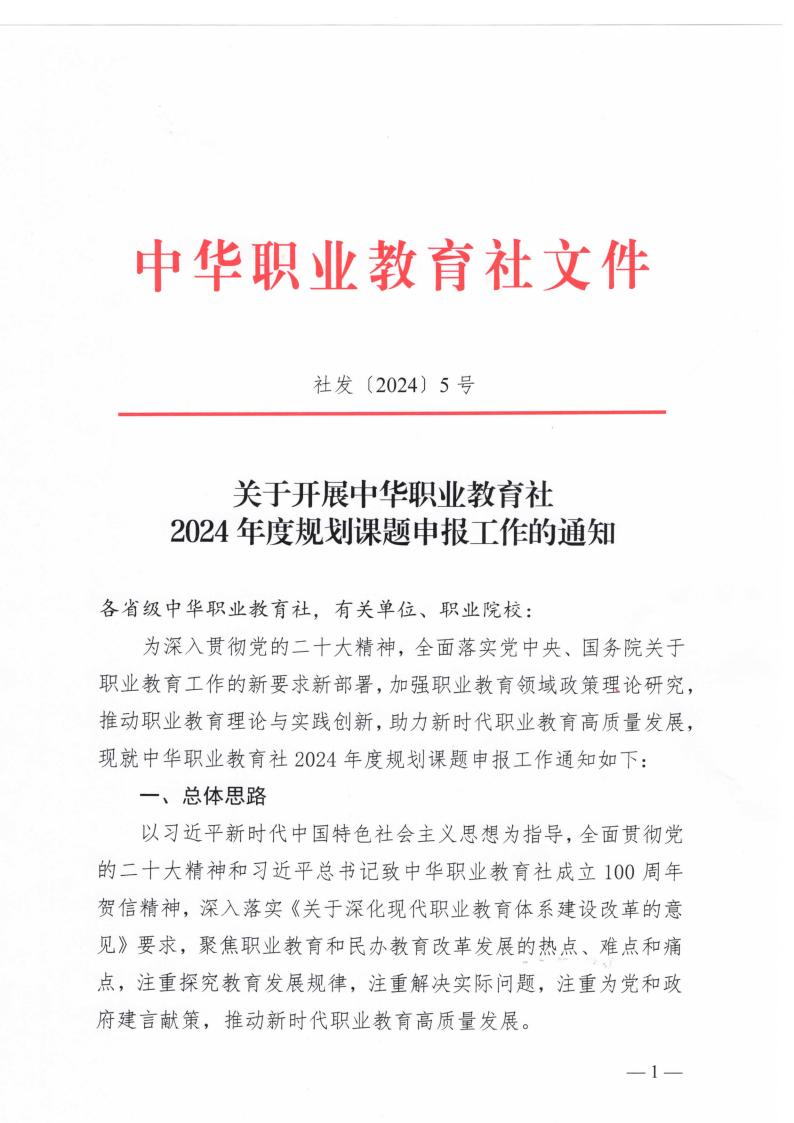 中华职业教育社文件
社发〔2024〕5号
关于开展中华职业教育社
2024年度规划课题申报工作的通知
各省级中华职业教育社，有关单位、职业院校：
为深入贯彻党的二十大精神，全面落实党中央、国务院关于
职业教育工作的新要求新部署，加强职业教育领域政策理论研究，
推动职业教育理论与实践创新，助力新时代职业教育高质量发展，
现就中华职业教育社2024年度规划课题申报工作通知如下：
一、总体思路
以习近平新时代中国特色社会主义思想为指导，全面贯彻党
的二十大精神和习近平总书记致中华职业教育社成立100周年
贺信精神，深入落实《关于深化现代职业教育体系建设改革的意
见》要求，聚焦职业教育和民办教育改革发展的热点、难点和痛
点，注重探究教育发展规律，注重解决实际问题，注重为党和政
府建言献策，推动新时代职业教育高质量发展。
—1—